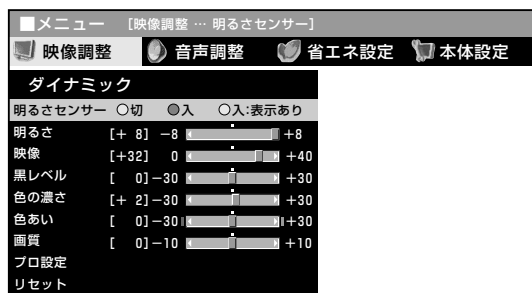 ■メニュー [映像調整 … 明るさセンサー]
映像調整 音声調整 省エネ設定 本体設定
ダイナミック
明るさセンサー ○切 ●入 ○入:表示あり
明るさ [+ 8] −8 +8
映像 [+32] 0 +40
黒レベル [ 0] −30 +30
色の濃さ [+ 2] −30 +30
色あい [ 0] −30 +30
画質 [ 0] −10 +10
プロ設定
リセット